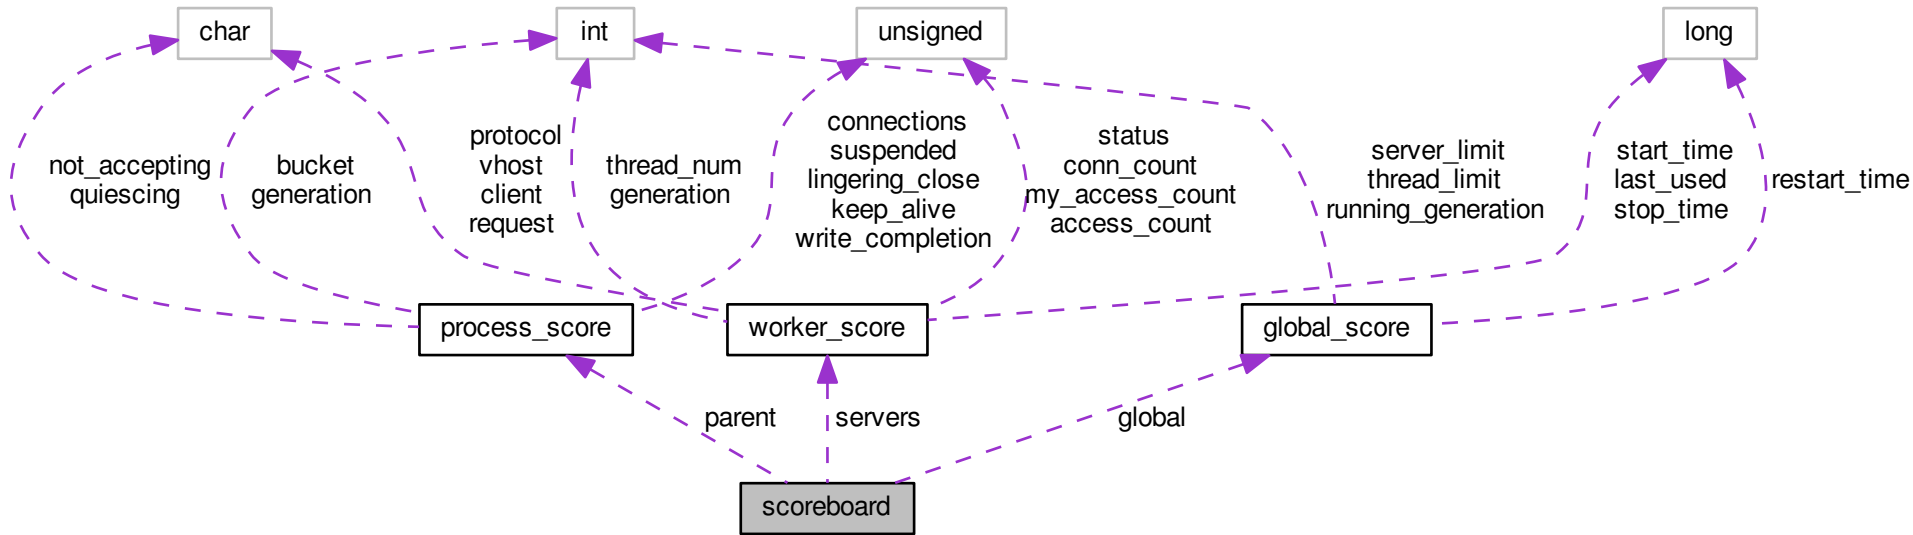 char
int
unsigned
long
not_accepting
quiescing
bucket
generation
protocol
vhost
client
request
thread_num
generation
connections
suspended
lingering_close
keep_alive
write_completion
status
conn_count
my_access_count
access_count
server_limit
thread_limit
running_generation
start_time
last_used
stop_time
restart_time
process_score
worker_score
global_score
parent
servers
global
scoreboard